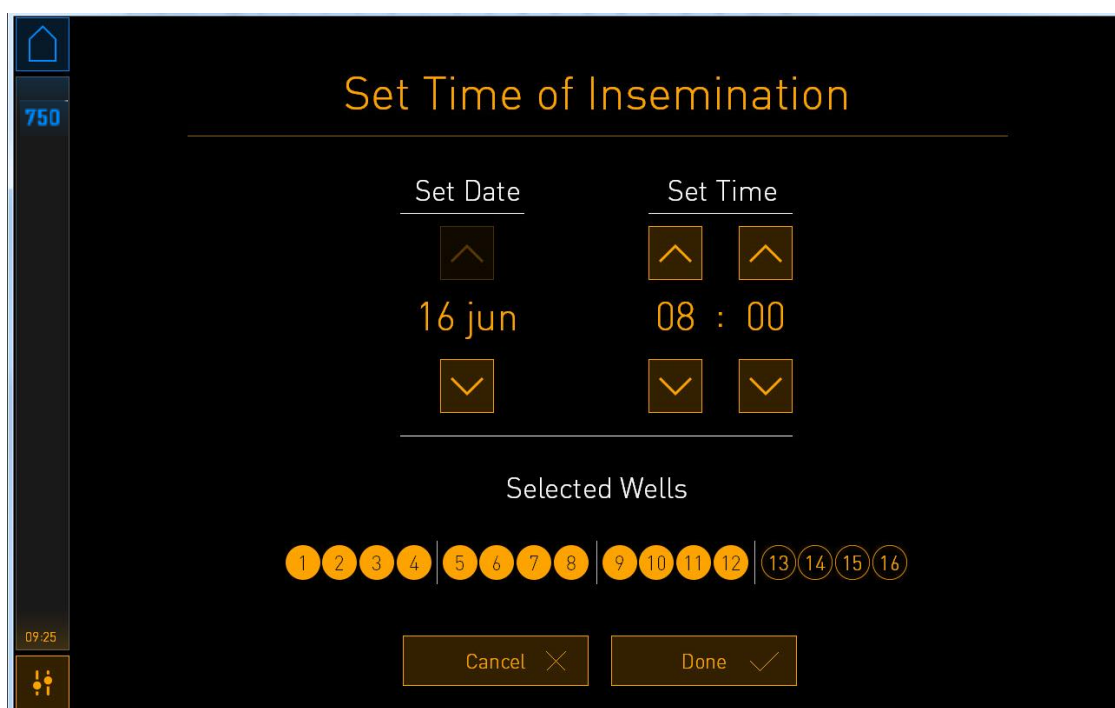 Set Time of Insemination
750
Set Date Set Time
16 jun 08 : 00
Selected Wells
1 2 3 4 5 6 7 8 9 10 11 12 13 14 15 16
09:25
Cancel Done